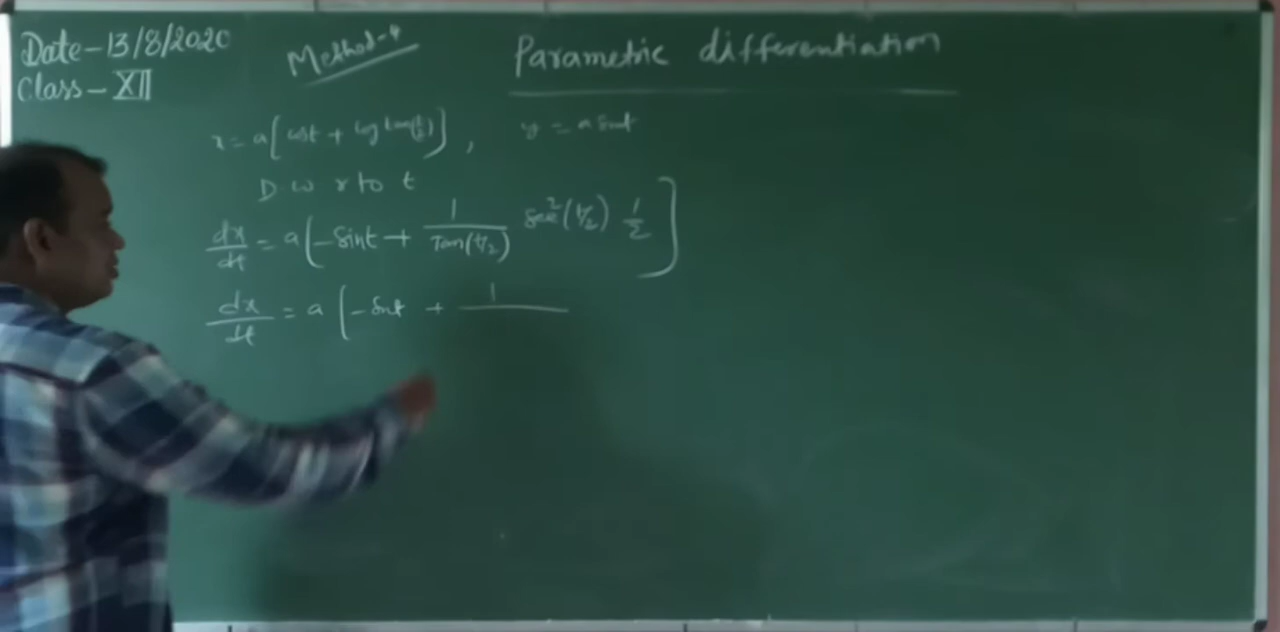 Date-13/8/2020
Class-XII
Method-4
Parametric differentiation
x = a[cost + log tan(t/2)], y = a sint
D w r to t
dx/dt = a(-Sint + 1/Tan(t/2) sec²(t/2) 1/2]
dx/dt = a(-Sint + 1/